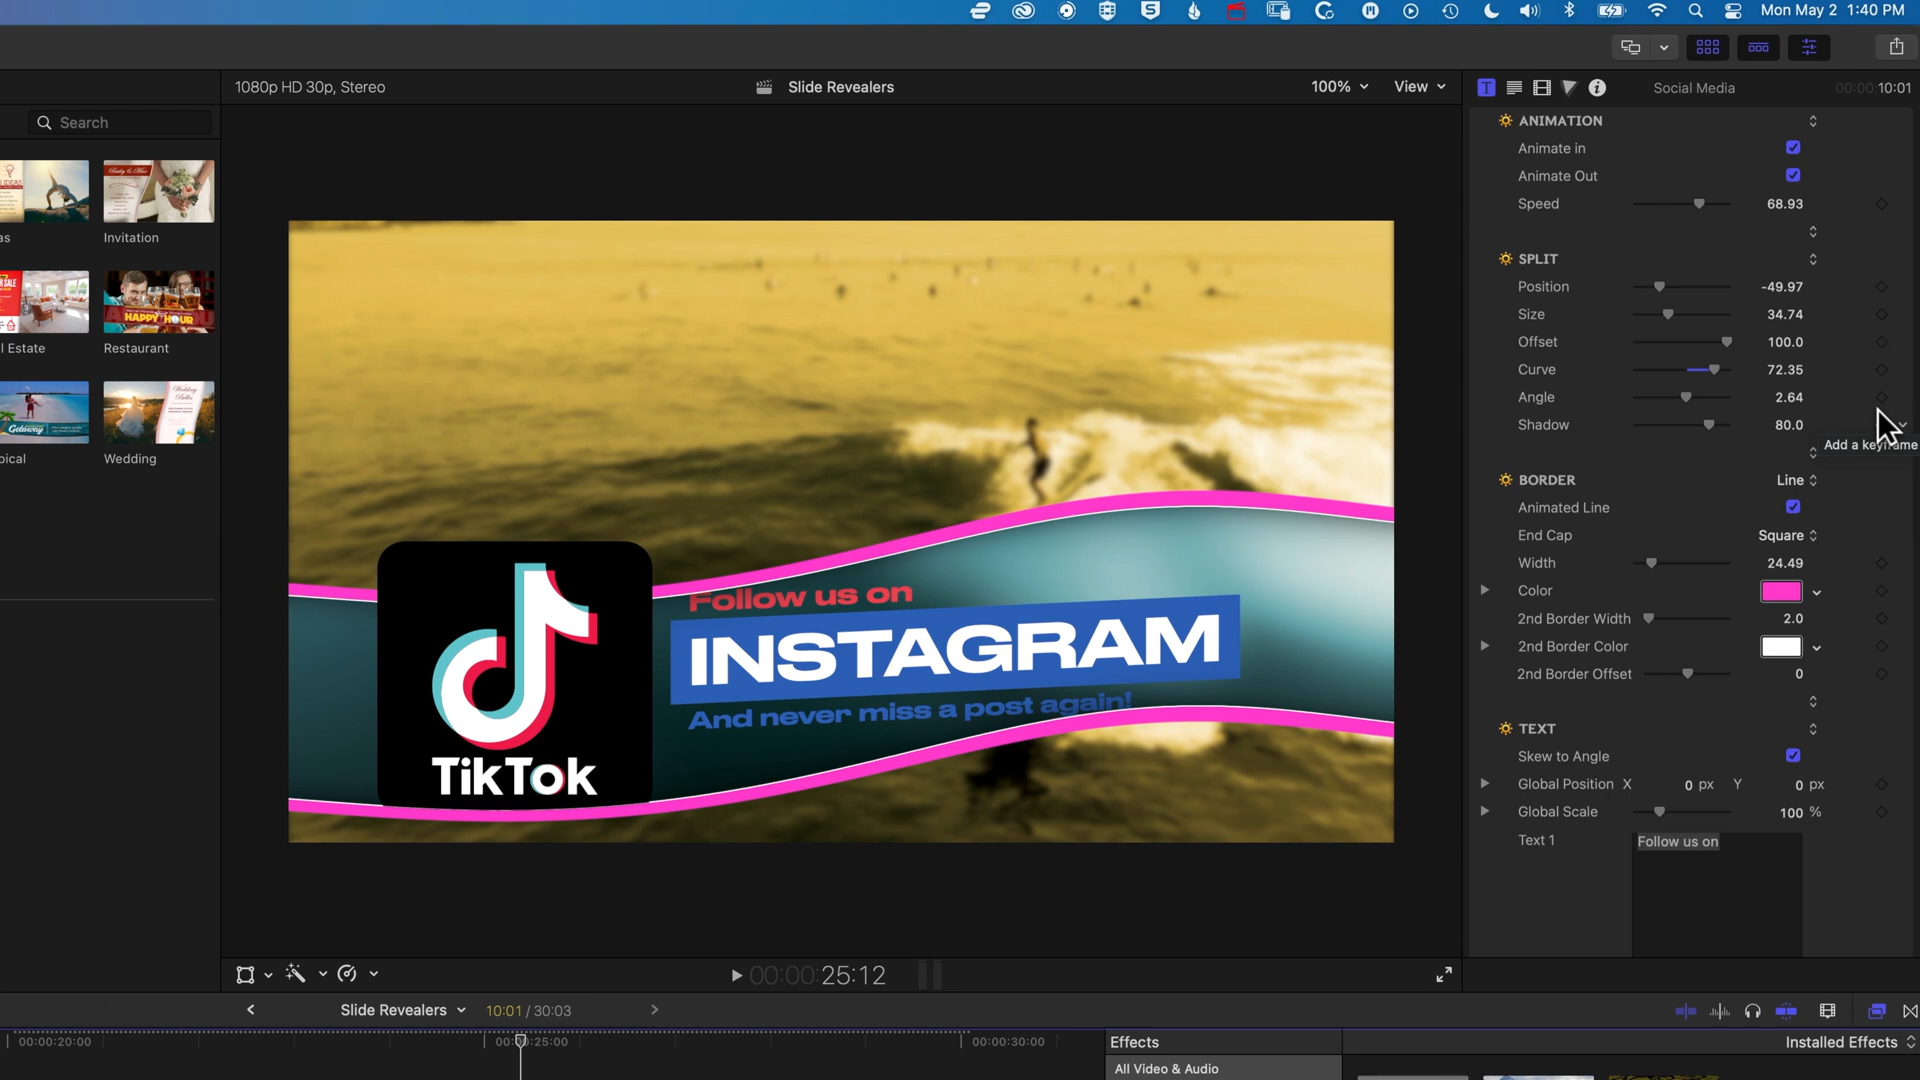 Mon May 2 1:40 PM
1080p HD 30p, Stereo
Slide Revealers
100%
View
Social Media
00:00:10:01
Search
Invitation
Restaurant
HAPPY HOUR
Getaway
Wedding
ANIMATION
Animate in
Animate Out
Speed 68.93
SPLIT
Position -49.97
Size 34.74
Offset 100.0
Curve 72.35
Angle 2.64
Shadow 80.0
Add a keyframe
BORDER Line
Animated Line
End Cap Square
Width 24.49
Color
2nd Border Width 2.0
2nd Border Color
2nd Border Offset 0
TEXT
Skew to Angle
Global Position X 0 px Y 0 px
Global Scale 100 %
Text 1 Follow us on
Follow us on
INSTAGRAM
And never miss a post again!
TikTok
00:00:25:12
Slide Revealers 10:01 / 30:03
00:00:20:00
00:00:25:00
00:00:30:00
Effects
Installed Effects
All Video & Audio